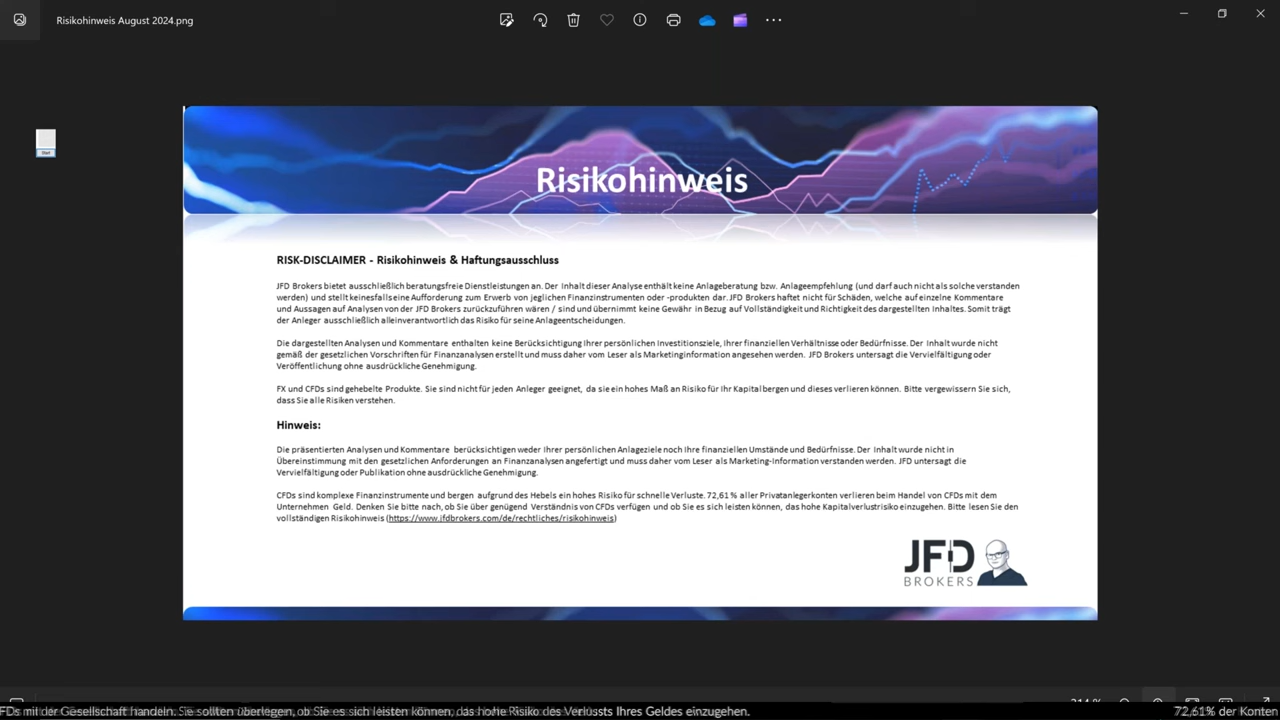 Risikohinweis August 2024.png
Start
Risikohinweis
RISK-DISCLAIMER - Risikohinweis & Haftungsausschluss
JFD Brokers bietet ausschließlich beratungsfreie Dienstleistungen an. Der Inhalt dieser Analyse enthält keine Anlageberatung bzw. Anlageempfehlung (und darf auch nicht als solche verstanden
werden) und stellt keinesfalls eine Aufforderung zum Erwerb von jeglichen Finanzinstrumenten oder -produkten dar. JFD Brokers haftet nicht für Schäden, welche auf einzelne Kommentare
und Aussagen auf Analysen von der JFD Brokers zurückzuführen wären / sind und übernimmt keine Gewähr in Bezug auf Vollständigkeit und Richtigkeit des dargestellten Inhaltes. Somit trägt
der Anleger ausschließlich alleinverantwortlich das Risiko für seine Anlageentscheidungen.
Die dargestellten Analysen und Kommentare enthalten keine Berücksichtigung Ihrer persönlichen Investitionsziele, Ihrer finanziellen Verhältnisse oder Bedürfnisse. Der Inhalt wurde nicht
gemäß der gesetzlichen Vorschriften für Finanzanalysen erstellt und muss daher vom Leser als Marketinginformation angesehen werden. JFD Brokers untersagt die Vervielfältigung oder
Veröffentlichung ohne ausdrückliche Genehmigung.
FX und CFDs sind gehebelte Produkte. Sie sind nicht für jeden Anleger geeignet, da sie ein hohes Maß an Risiko für Ihr Kapital bergen und dieses verlieren können. Bitte vergewissern Sie sich,
dass Sie alle Risiken verstehen.
Hinweis:
Die präsentierten Analysen und Kommentare berücksichtigen weder Ihrer persönlichen Anlageziele noch Ihre finanziellen Umstände und Bedürfnisse. Der Inhalt wurde nicht in
Übereinstimmung mit den gesetzlichen Anforderungen an Finanzanalysen angefertigt und muss daher vom Leser als Marketing-Information verstanden werden. JFD untersagt die
Vervielfältigung oder Publikation ohne ausdrückliche Genehmigung.
CFDs sind komplexe Finanzinstrumente und bergen aufgrund des Hebels ein hohes Risiko für schnelle Verluste. 72,61 % aller Privatanlegerkonten verlieren beim Handel von CFDs mit dem
Unternehmen Geld. Denken Sie bitte nach, ob Sie über genügend Verständnis von CFDs verfügen und ob Sie es sich leisten können, das hohe Kapitalverlustrisiko einzugehen. Bitte lesen Sie den
vollständigen Risikohinweis (https://www.jfdbrokers.com/de/rechtliches/risikohinweis)
JFD
BROKERS
FDs mit der Gesellschaft handeln. Sie sollten überlegen, ob Sie es sich leisten können, das hohe Risiko des Verlusts Ihres Geldes einzugehen. 72,61% der Konten